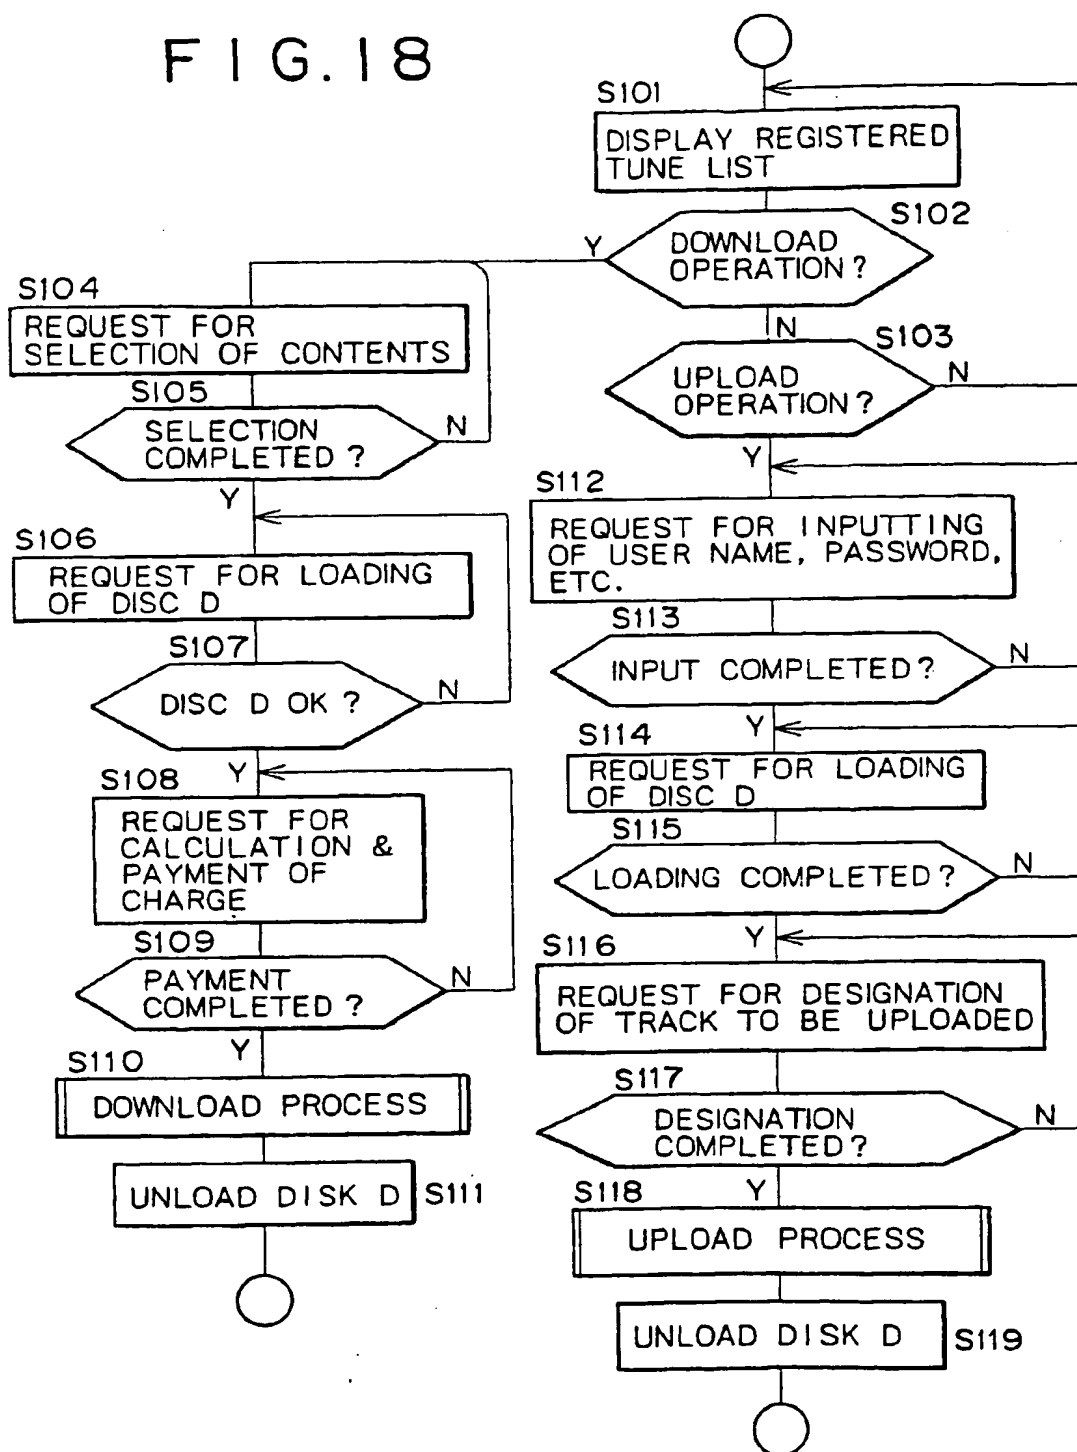 FIG.18
S101
DISPLAY REGISTERED
TUNE LIST
S102
DOWNLOAD
OPERATION?
Y
N
S103
UPLOAD
OPERATION?
N
Y
S104
REQUEST FOR
SELECTION OF CONTENTS
S105
SELECTION
COMPLETED?
N
Y
S106
REQUEST FOR LOADING
OF DISC D
S107
DISC D OK?
N
Y
S108
REQUEST FOR
CALCULATION &
PAYMENT OF
CHARGE
S109
PAYMENT
COMPLETED?
N
Y
S110
DOWNLOAD PROCESS
UNLOAD DISK D
S111
S112
REQUEST FOR INPUTTING
OF USER NAME, PASSWORD,
ETC.
S113
INPUT COMPLETED?
N
Y
S114
REQUEST FOR LOADING
OF DISC D
S115
LOADING COMPLETED?
N
Y
S116
REQUEST FOR DESIGNATION
OF TRACK TO BE UPLOADED
S117
DESIGNATION
COMPLETED?
N
Y
S118
UPLOAD PROCESS
UNLOAD DISK D
S119